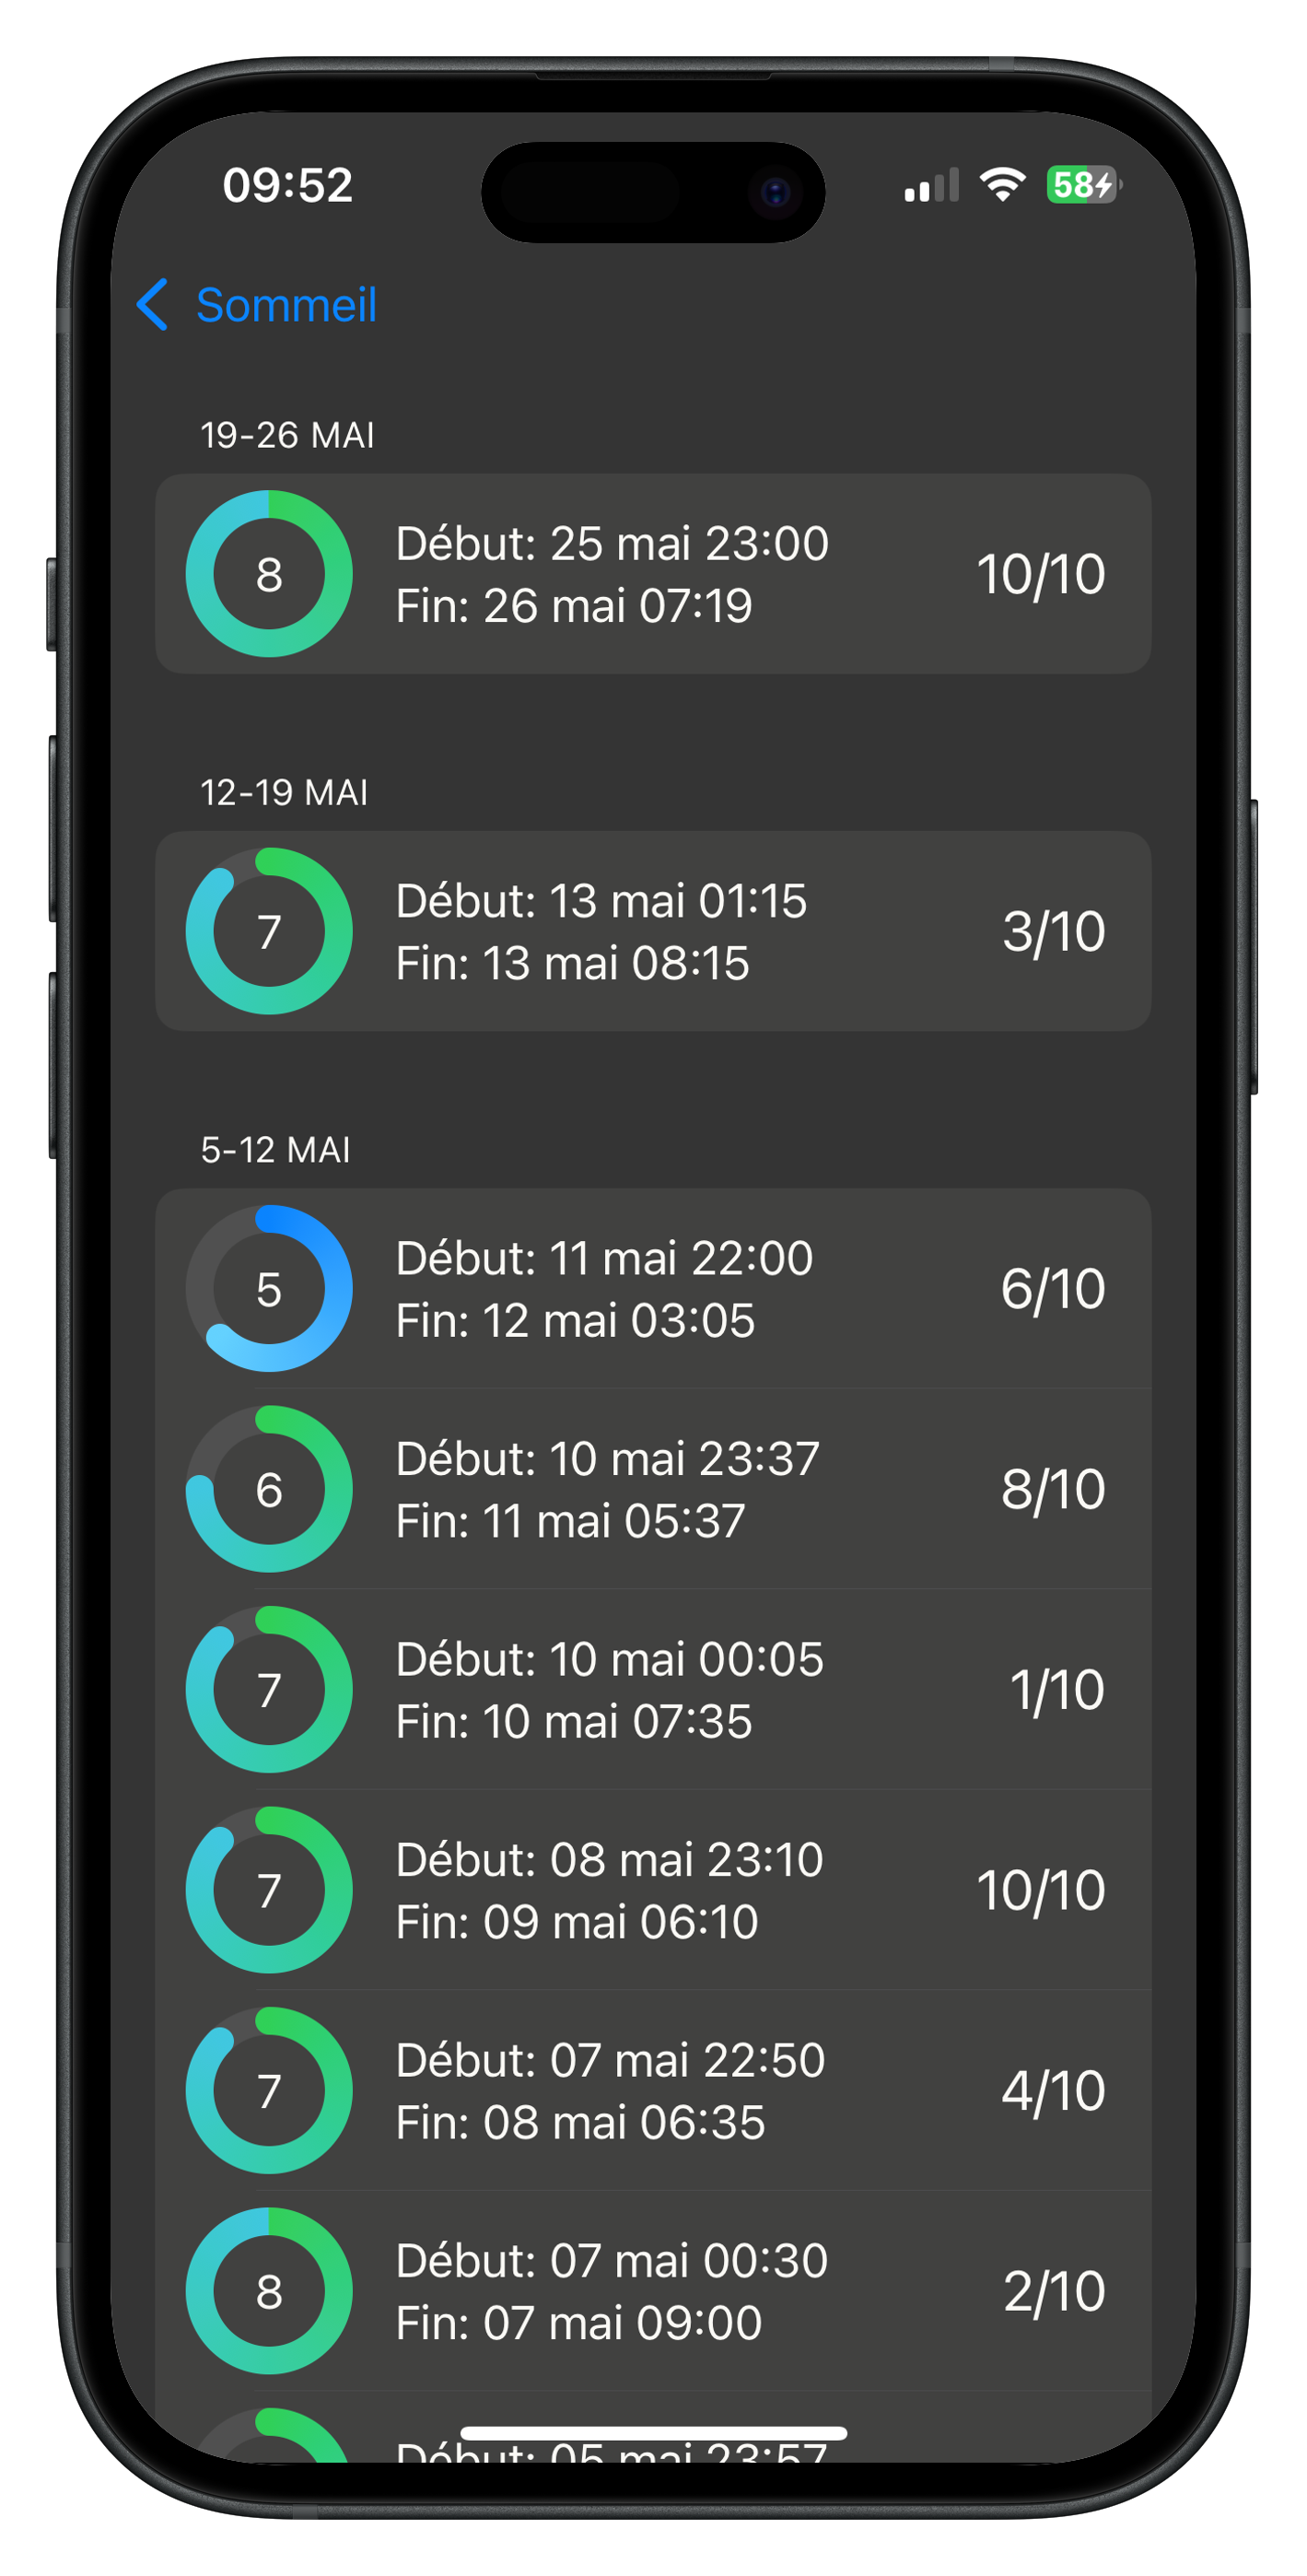 09:52
58
Sommeil
19-26 MAI
8
Début: 25 mai 23:00
Fin: 26 mai 07:19
10/10
12-19 MAI
7
Début: 13 mai 01:15
Fin: 13 mai 08:15
3/10
5-12 MAI
5
Début: 11 mai 22:00
Fin: 12 mai 03:05
6/10
6
Début: 10 mai 23:37
Fin: 11 mai 05:37
8/10
7
Début: 10 mai 00:05
Fin: 10 mai 07:35
1/10
7
Début: 08 mai 23:10
Fin: 09 mai 06:10
10/10
7
Début: 07 mai 22:50
Fin: 08 mai 06:35
4/10
8
Début: 07 mai 00:30
Fin: 07 mai 09:00
2/10
Début: 05 mai 23:57